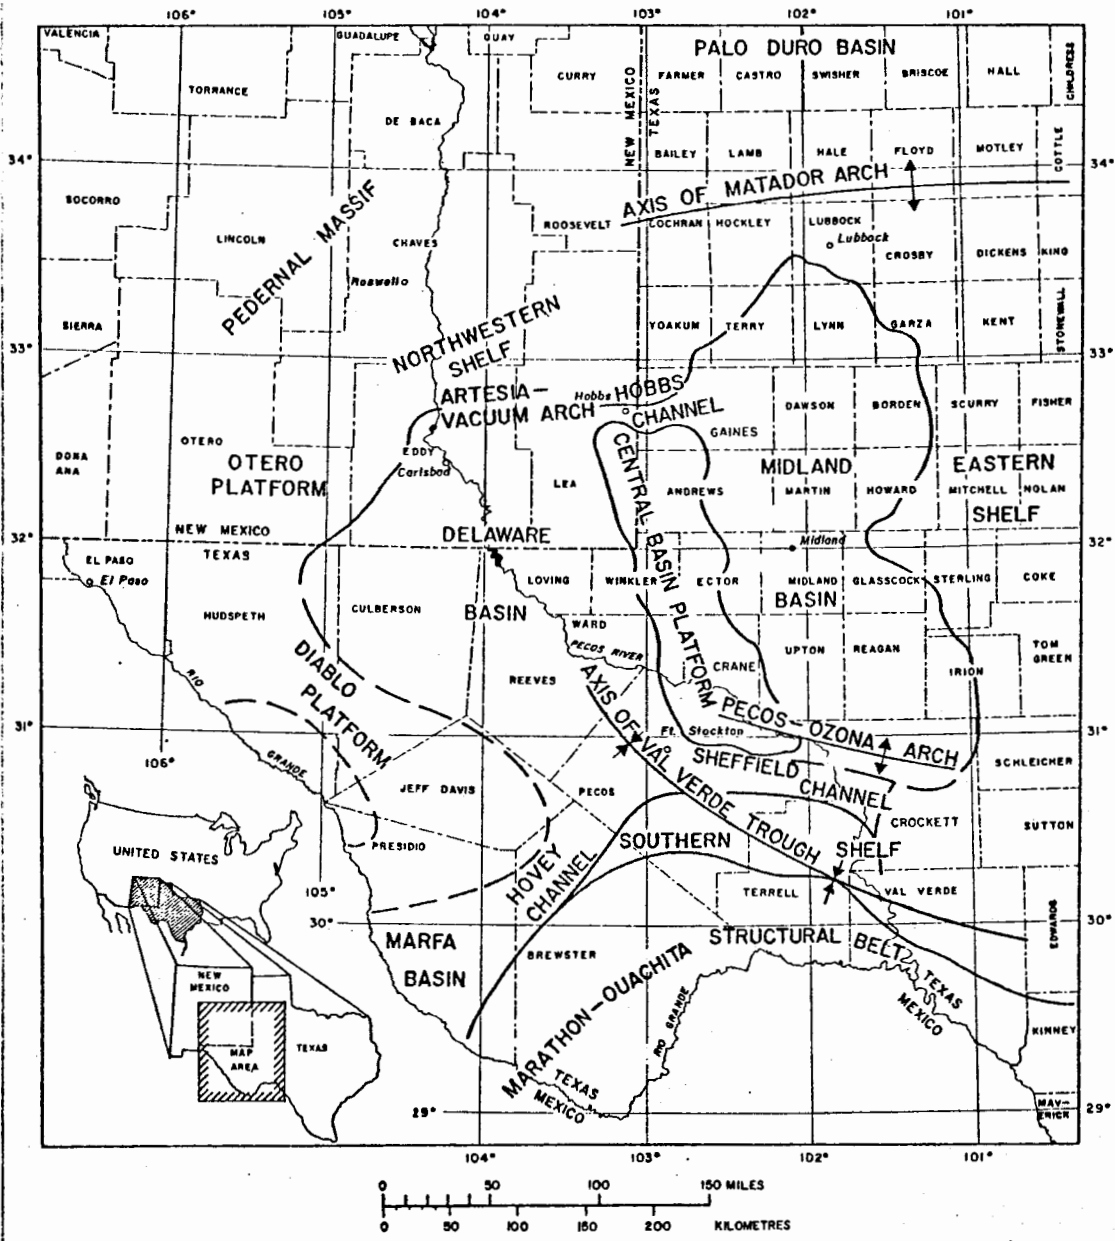 106° 105° 104° 103° 102° 101°
VALENCIA
GUADALUPE
QUAY
PALO DURO BASIN
CURRY
FARMER
CASTRO
SWISHER
BRISCOE
HALL
CHILDRESS
TORRANCE
DE BACA
NEW MEXICO
TEXAS
BAILEY
LAMB
HALE
FLOYD
MOTLEY
COTTLE
34°
34°
SOCORRO
PEDERNAL MASSIF
AXIS OF MATADOR ARCH
LINCOLN
CHAVES
ROOSEVELT
COCHRAN
HOCKLEY
LUBBOCK
Lubbock
CROSBY
DICKENS
KING
Roswello
SIERRA
NORTHWESTERN
SHELF
YOAKUM
TERRY
LYNN
GARZA
KENT
STONEWALL
33°
33°
ARTESIA—
VACUUM ARCH
Hobbs
HOBBS
CHANNEL
GAINES
DAWSON
BORDEN
SCURRY
FISHER
DONA
ANA
OTERO
OTERO
PLATFORM
EDDY
Carlsbad
LEA
CENTRAL BASIN PLATFORM
ANDREWS
MIDLAND
MARTIN
HOWARD
EASTERN
MITCHELL
NOLAN
SHELF
NEW MEXICO
TEXAS
32°
32°
DELAWARE
Midland
EL PASO
El Paso
HUDSPETH
CULBERSON
BASIN
LOVING
WINKLER
ECTOR
MIDLAND
BASIN
GLASSCOCK
STERLING
COKE
WARD
PECOS RIVER
CRANE
UPTON
REAGAN
IRION
TOM
GREEN
DIABLO
PLATFORM
REEVES
RIO
GRANDE
31°
31°
AXIS OF VAL VERDE TROUGH
Ft. Stockton
PECOS—OZONA ARCH
SHEFFIELD
CHANNEL
SCHLEICHER
106°
JEFF DAVIS
PECOS
CROCKETT
SUTTON
PRESIDIO
UNITED STATES
HOVEY
CHANNEL
SOUTHERN
SHELF
TERRELL
VAL VERDE
EDWARDS
105°
30°
30°
MARFA
BASIN
BREWSTER
MARATHON—OUACHITA
STRUCTURAL BELT
TEXAS
MEXICO
RIO GRANDE
KINNEY
NEW
MEXICO
TEXAS
MAP
AREA
TEXAS
MEXICO
29°
29°
MAV-
ERICK
104° 103° 102° 101°
0 50 100 150 MILES
0 50 100 150 200 KILOMETRES